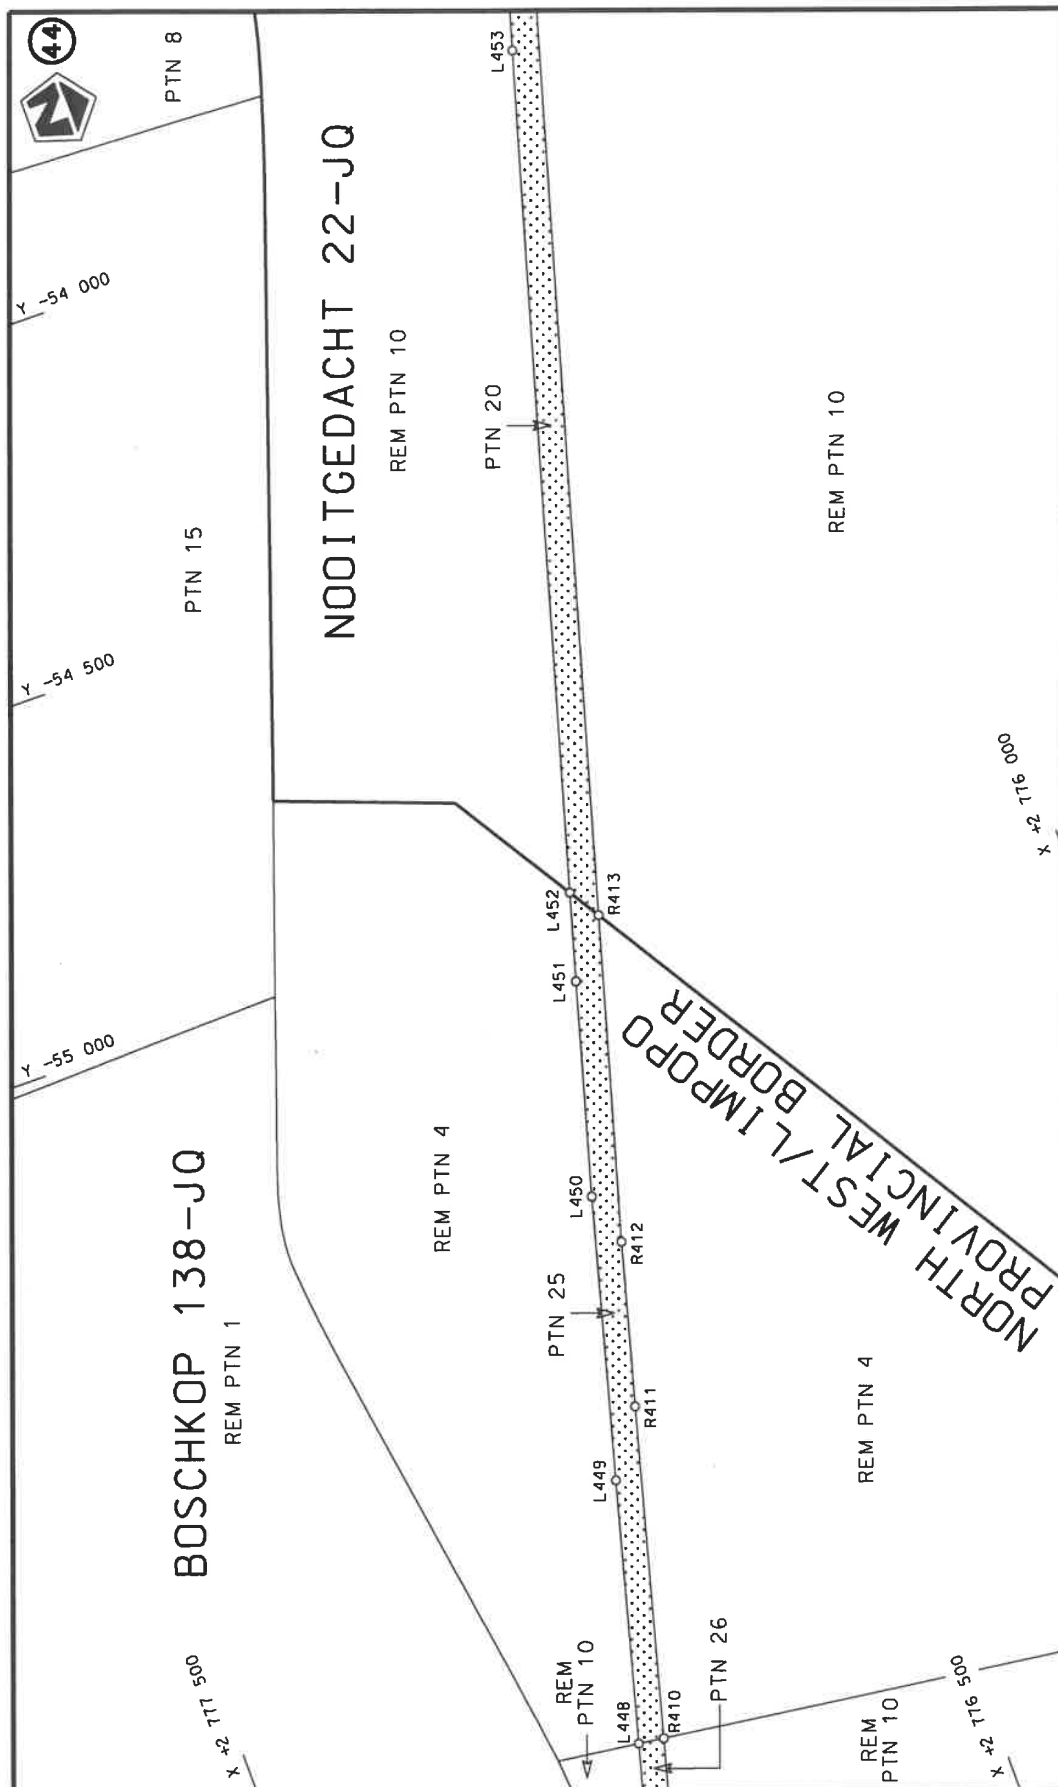 44
N
PTN 8
L453
Y -54 000
NOOITGEDACHT 22-JQ
REM PTN 10
PTN 20
REM PTN 10
PTN 15
Y -54 500
X +2 776 000
L452
R413
L451
Y -55 000
NORTH WEST/LIMPOPO
PROVINCIAL BORDER
BOSCHKOP 138-JQ
REM PTN 1
REM PTN 4
L450
R412
PTN 25
R411
L449
REM PTN 4
X +2 777 500
REM
PTN 10
L448
R410
PTN 26
REM
PTN 10
X +2 776 500